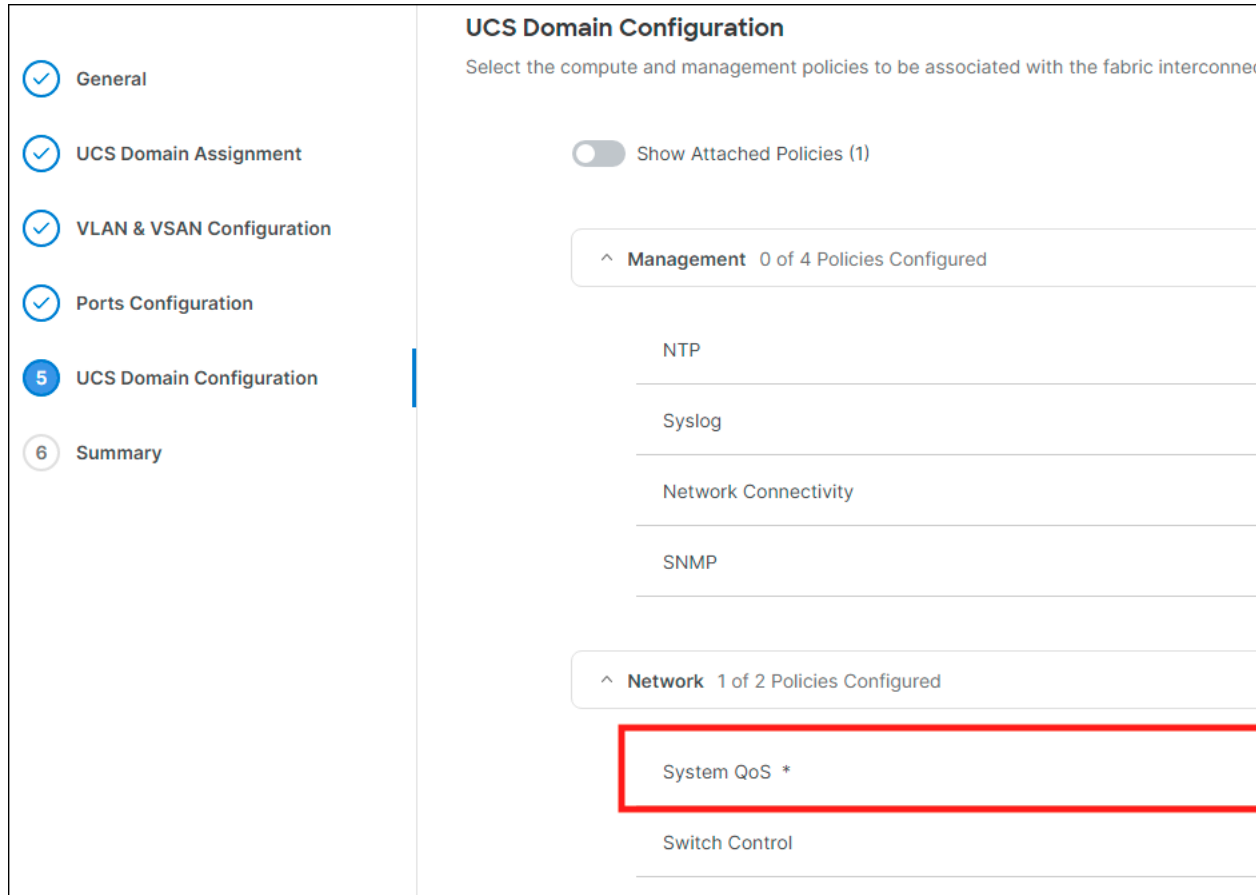 UCS Domain Configuration
Select the compute and management policies to be associated with the fabric
General
UCS Domain Assignment
VLAN & VSAN Configuration
Ports Configuration
5 UCS Domain Configuration
6 Summary
Show Attached Policies (1)
Management 0 of 4 Policies Configured
NTP
Syslog
Network Connectivity
SNMP
Network 1 of 2 Policies Configured
System QoS *
Switch Control